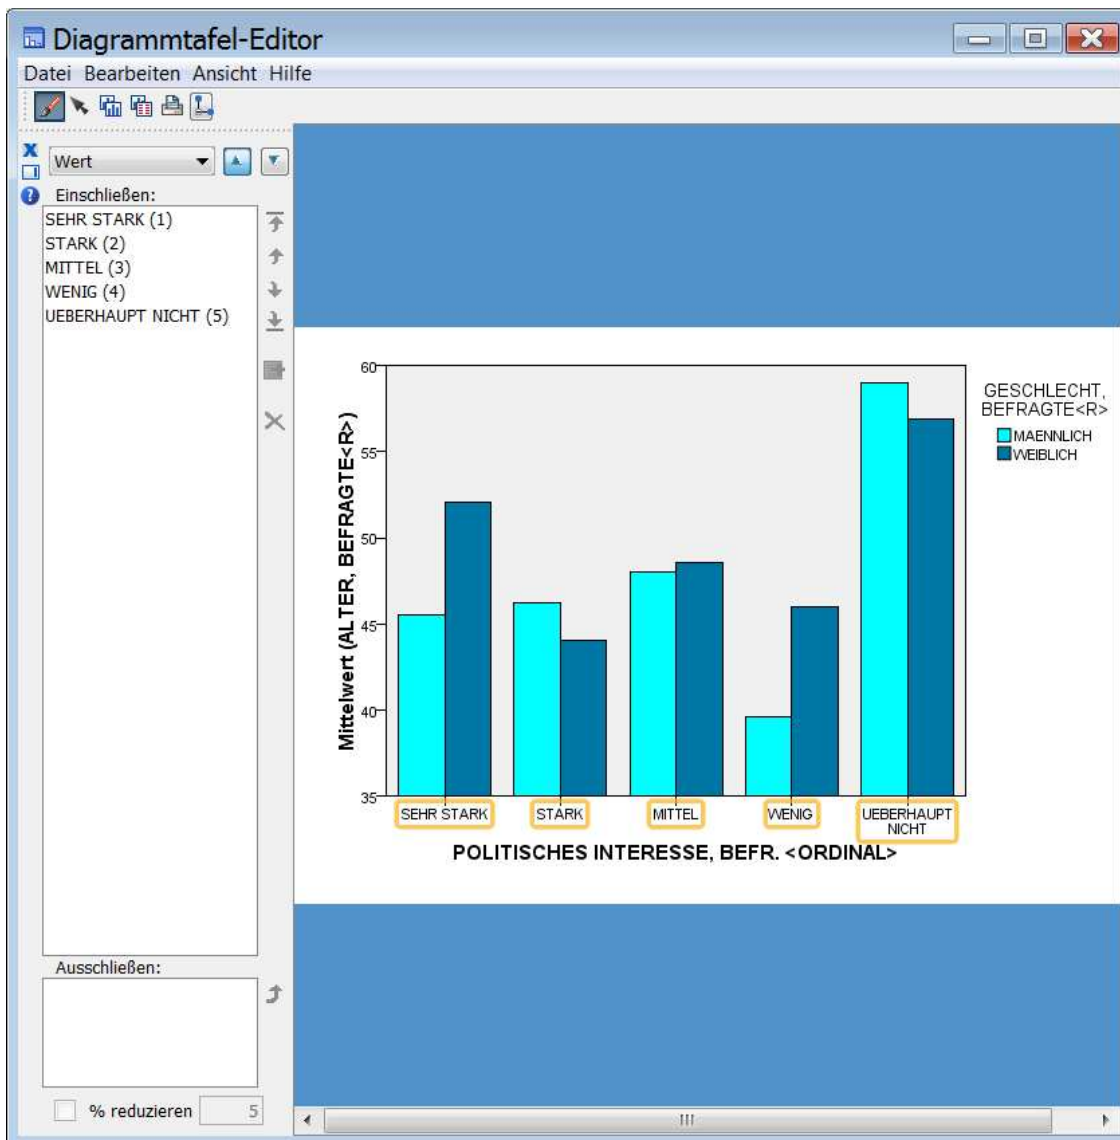 Diagrammtafel-Editor
Datei Bearbeiten Ansicht Hilfe
Wert
Einschließen:
SEHR STARK (1)
STARK (2)
MITTEL (3)
WENIG (4)
UEBERHAUPT NICHT (5)
Ausschließen:
% reduzieren 5
Mittelwert (ALTER, BEFRAGTE<R>)
60
55
50
45
40
35
SEHR STARK STARK MITTEL WENIG UEBERHAUPT
NICHT
POLITISCHES INTERESSE, BEFR. <ORDINAL>
GESCHLECHT,
BEFRAGTE<R>
MAENNLICH
WEIBLICH